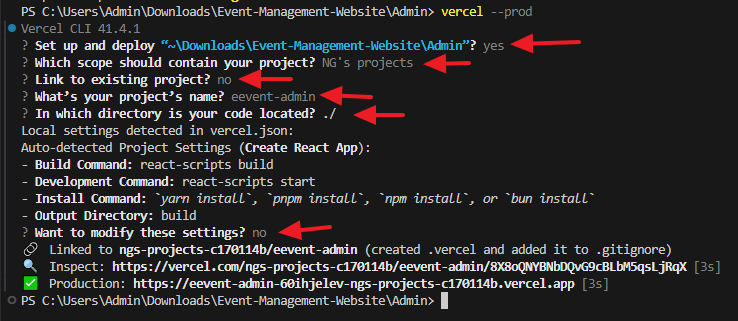 PS C:\Users\Admin\Downloads\Event-Management-Website\Admin> vercel --prod
Vercel CLI 41.4.1
? Set up and deploy “~\Downloads\Event-Management-Website\Admin”? yes
? Which scope should contain your project? NG's projects
? Link to existing project? no
? What’s your project’s name? eevent-admin
? In which directory is your code located? ./
Local settings detected in vercel.json:
Auto-detected Project Settings (Create React App):
- Build Command: react-scripts build
- Development Command: react-scripts start
- Install Command: `yarn install`, `pnpm install`, `npm install`, or `bun install`
- Output Directory: build
? Want to modify these settings? no
🔗 Linked to ngs-projects-c170114b/eevent-admin (created .vercel and added it to .gitignore)
🔍 Inspect: https://vercel.com/ngs-projects-c170114b/eevent-admin/8X8oQNYBNbDQvG9cBLbM5qsLjRqX [3s]
✅ Production: https://eevent-admin-60ihjelev-ngs-projects-c170114b.vercel.app [3s]
PS C:\Users\Admin\Downloads\Event-Management-Website\Admin>